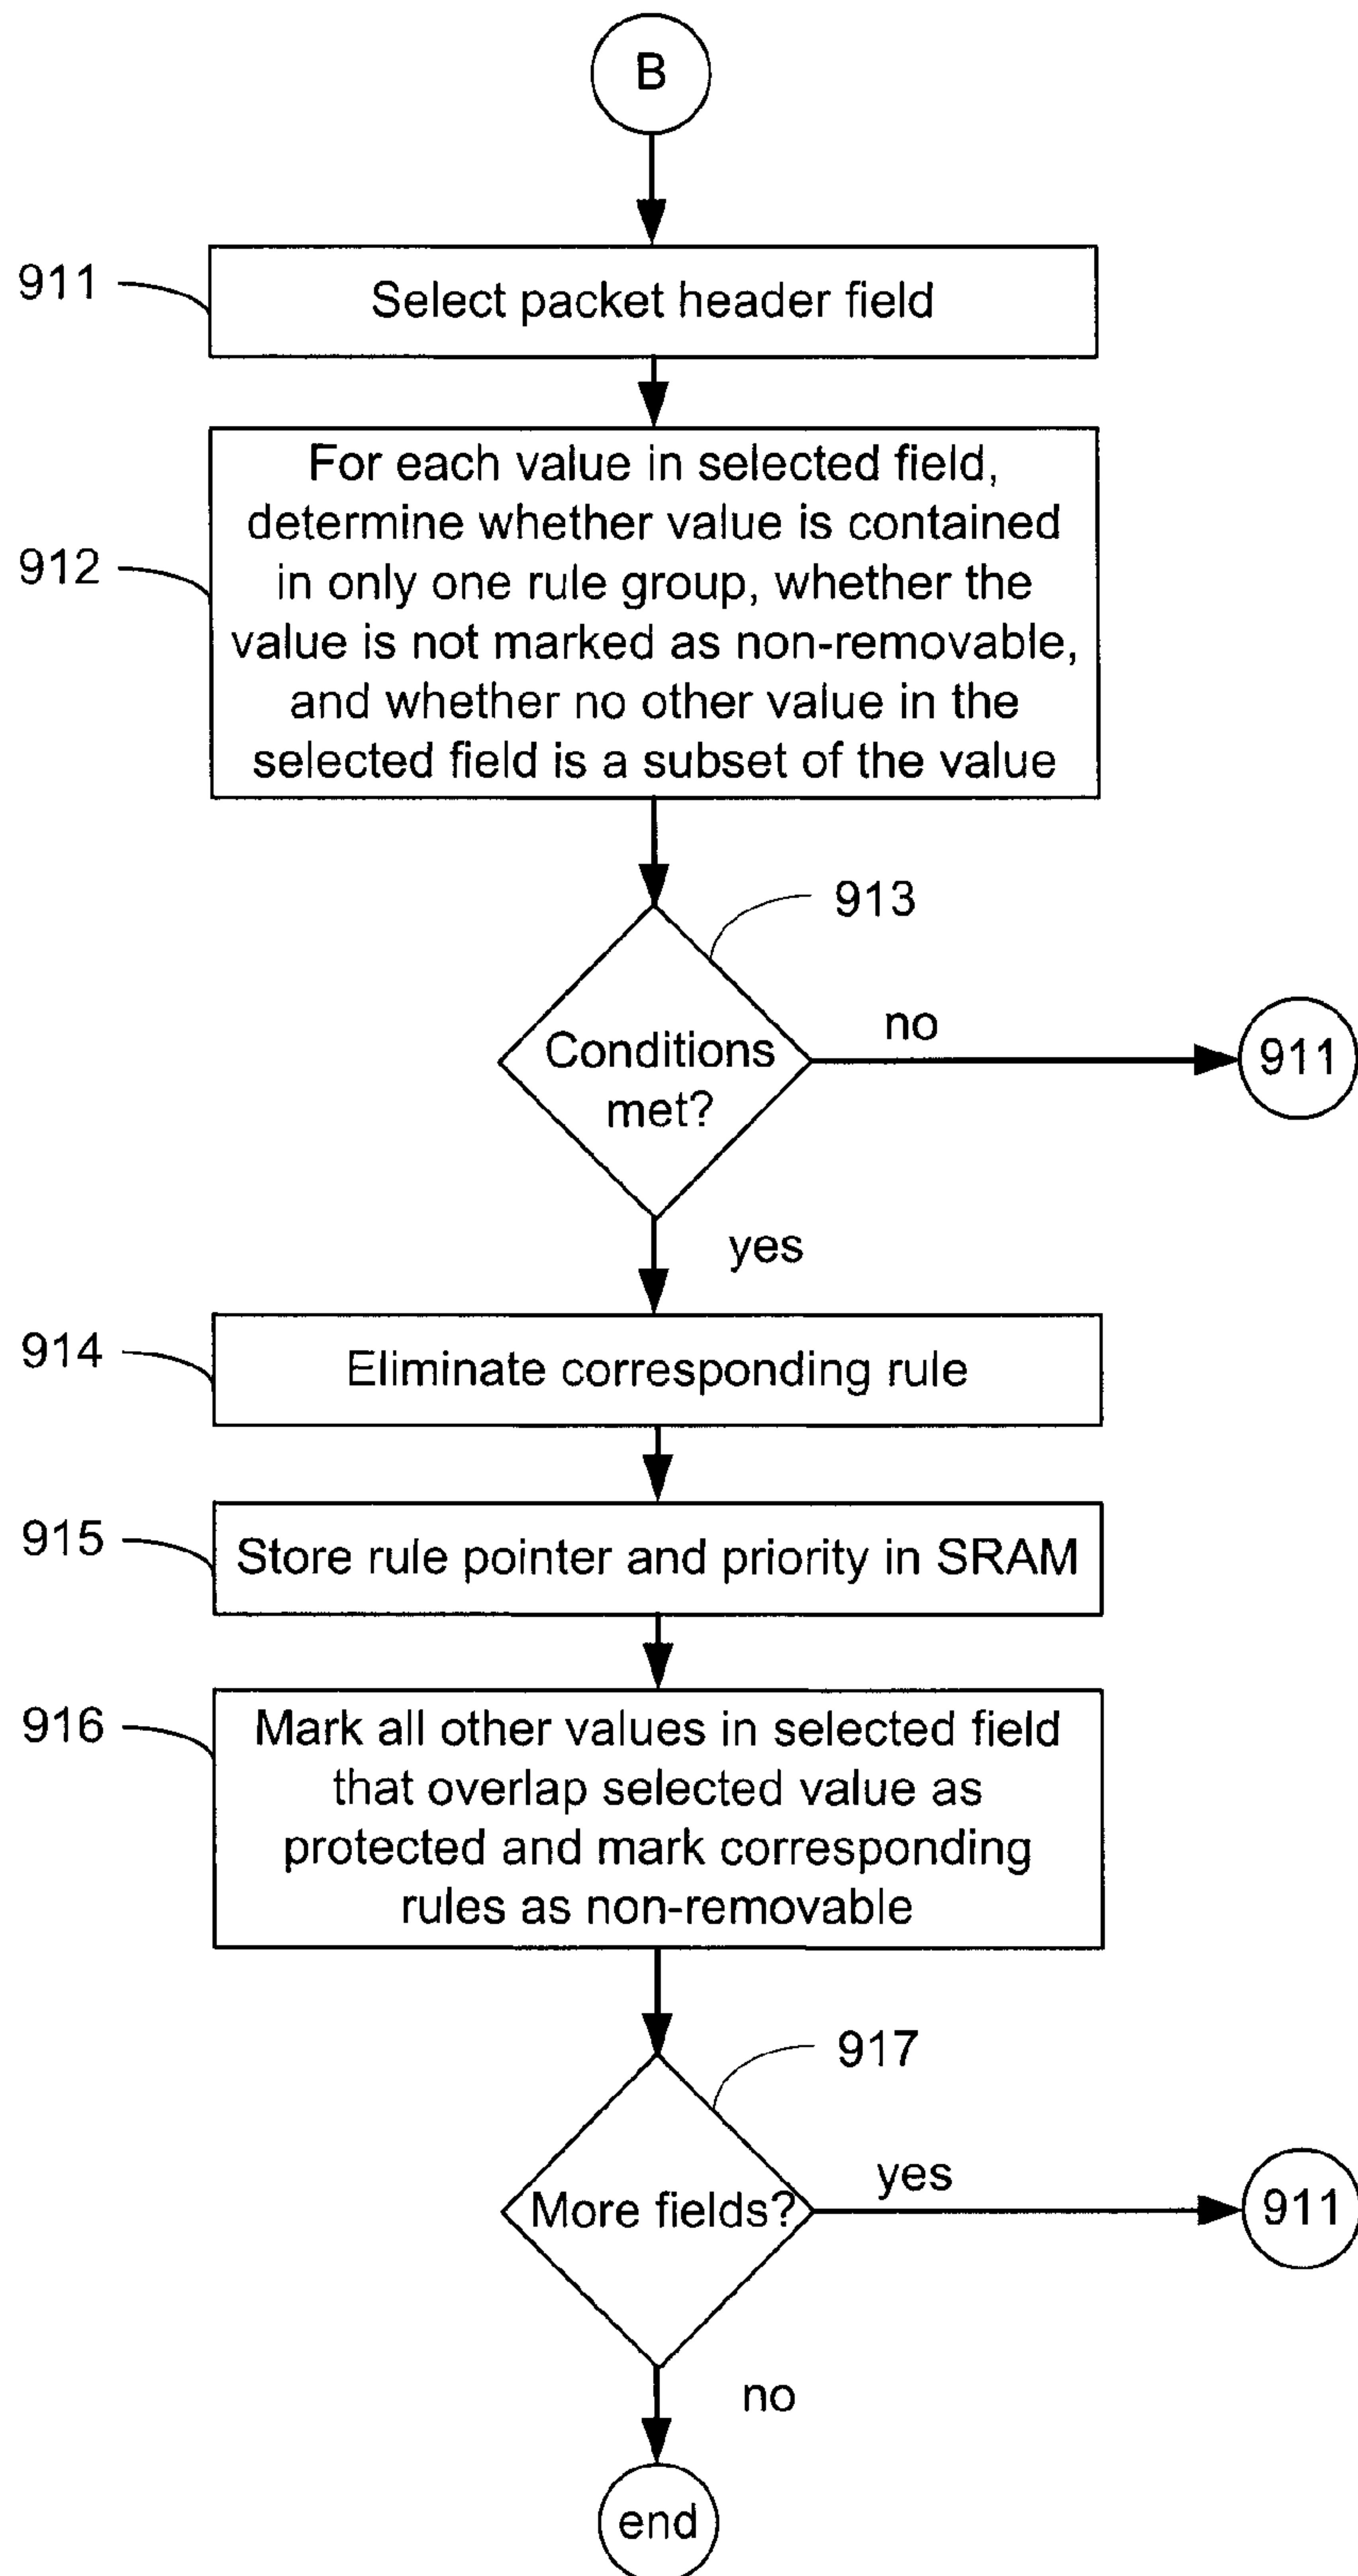 B
911
Select packet header field
912
For each value in selected field,
determine whether value is contained
in only one rule group, whether the
value is not marked as non-removable,
and whether no other value in the
selected field is a subset of the value
913
Conditions
met?
no
911
yes
914
Eliminate corresponding rule
915
Store rule pointer and priority in SRAM
916
Mark all other values in selected field
that overlap selected value as
protected and mark corresponding
rules as non-removable
917
More fields?
yes
911
no
end